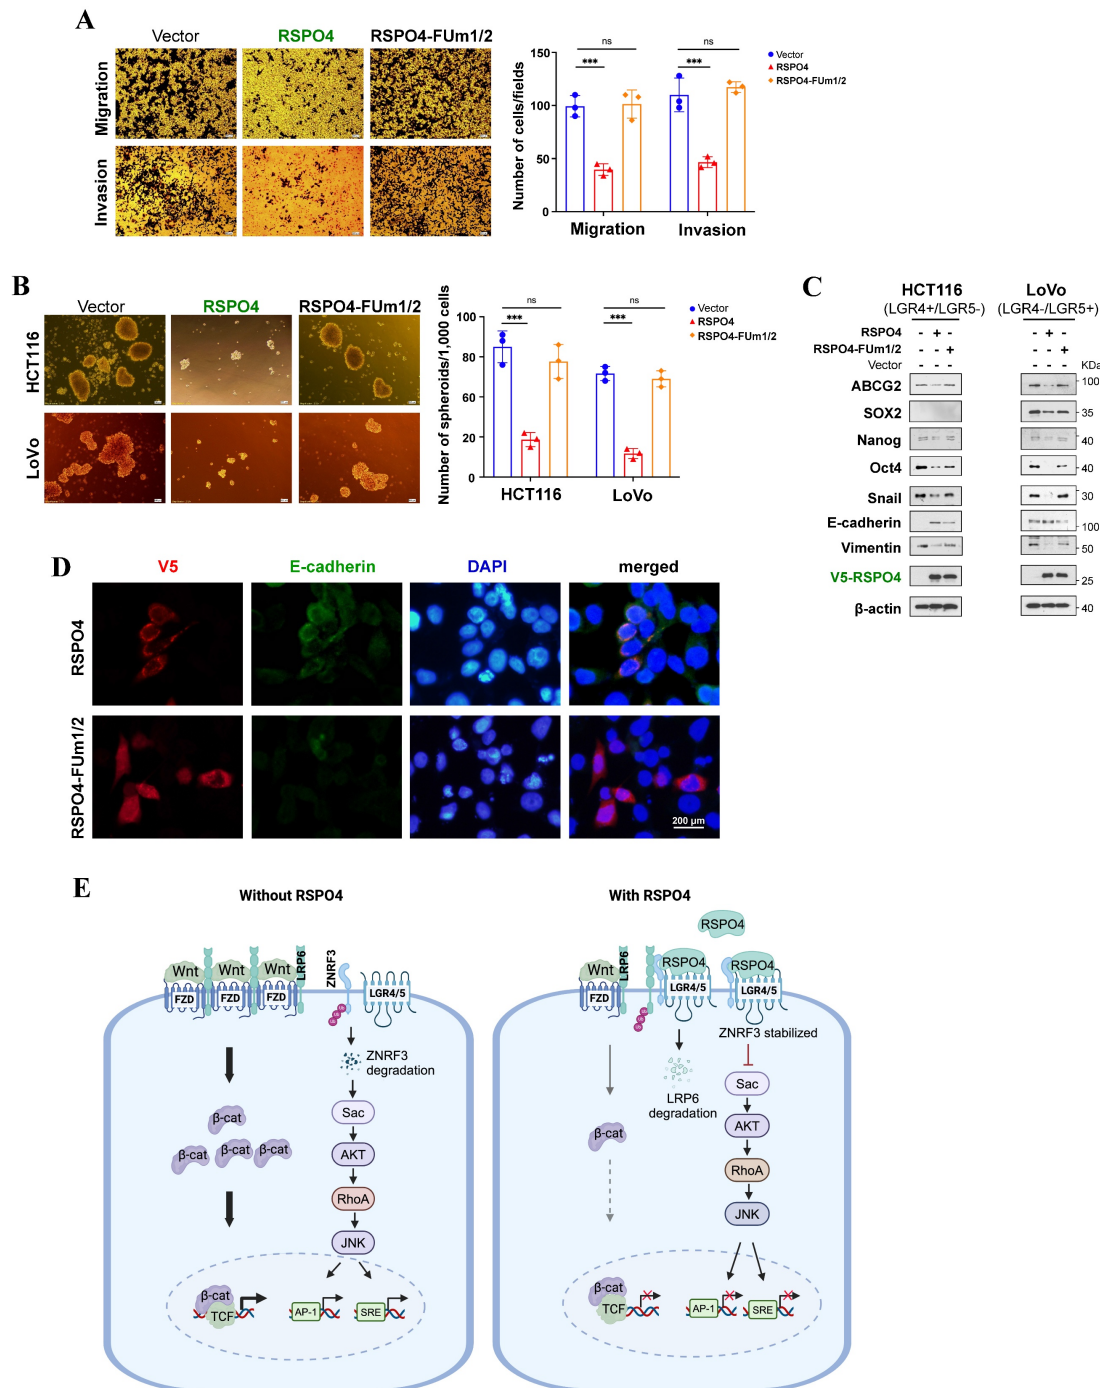 A
Vector RSPO4 RSPO4-FUm1/2
Migration
Invasion
Number of cells/fields
150
100
50
0
ns ns
*** ***
Migration Invasion
Vector
RSPO4
RSPO4-FUm1/2
B
Vector RSPO4 RSPO4-FUm1/2
HCT116
LoVo
Number of spheroids/1,000 cells
100
80
60
40
20
0
ns ns
*** ***
HCT116 LoVo
Vector
RSPO4
RSPO4-FUm1/2
C
HCT116 LoVo
(LGR4+/LGR5-) (LGR4-/LGR5+)
RSPO4 - + - - + -
RSPO4-FUm1/2 - - + - - +
Vector - - - - - - KDa
ABCG2 100
SOX2 35
Nanog 40
Oct4 40
Snail 30
E-cadherin 100
Vimentin 50
V5-RSPO4 25
β-actin 40
D
V5 E-cadherin DAPI merged
RSPO4
RSPO4-FUm1/2
200 μm
E
Without RSPO4
Wnt Wnt Wnt
LRP6
ZNRF3
FZD FZD FZD
LGR4/5
ZNRF3
degradation
β-cat
β-cat β-cat β-cat
Sac
AKT
RhoA
JNK
β-cat
TCF
AP-1
SRE
With RSPO4
RSPO4
Wnt
LRP6
RSPO4 RSPO4
FZD
LGR4/5 LGR4/5
ZNRF3 stabilized
LRP6
degradation
β-cat
Sac
AKT
RhoA
JNK
β-cat
TCF
AP-1
SRE